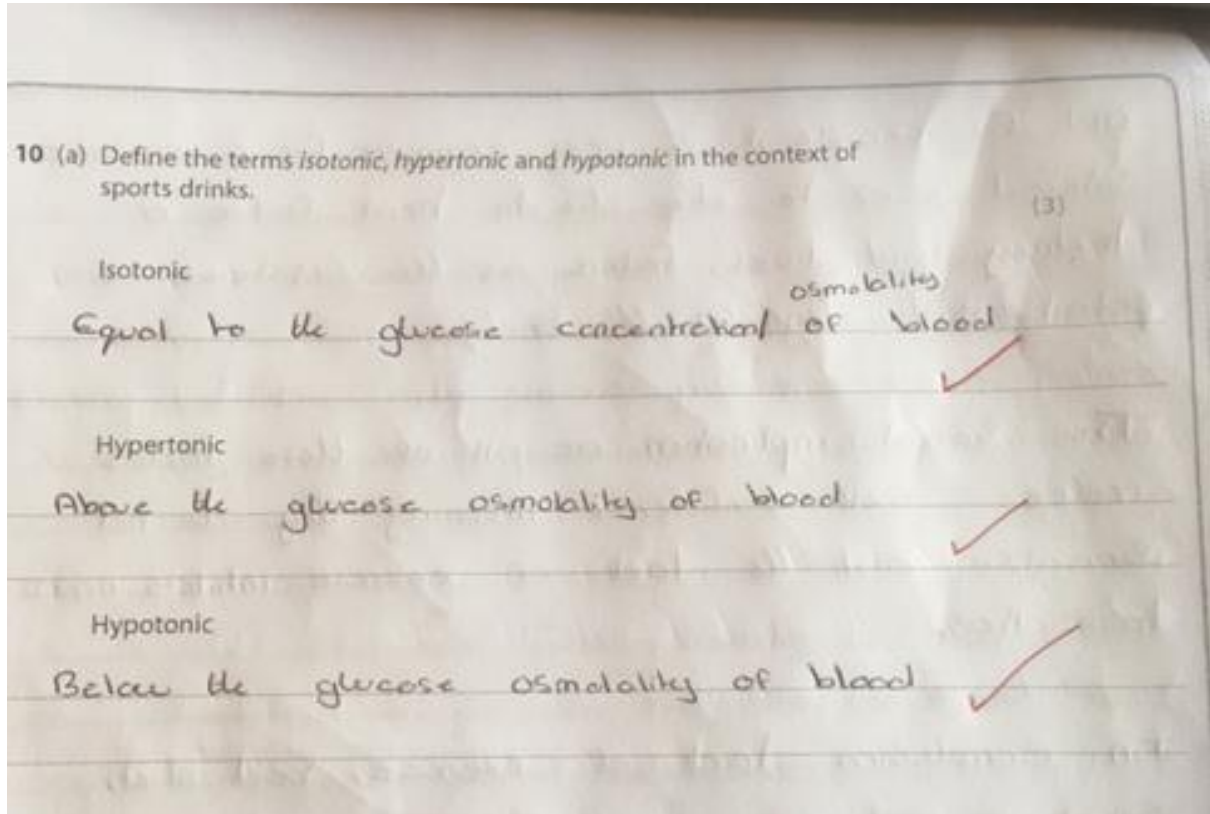 10 (a) Define the terms isotonic, hypertonic and hypotonic in the context of
sports drinks.
(3)
Isotonic
osmolality
Equal to the glucose concentration/ of blood
Hypertonic
Above the glucose osmolality of blood
Hypotonic
Below the glucose osmolality of blood